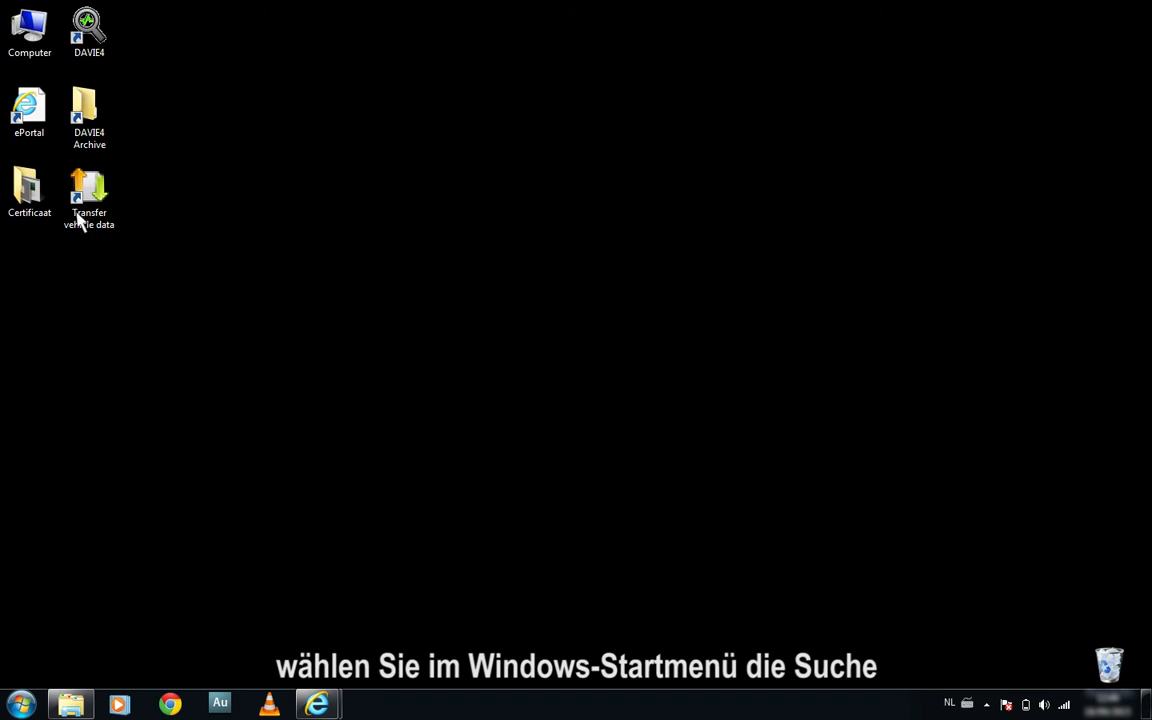 Computer
DAVIE4
ePortal
DAVIE4
Archive
Certificaat
Transfer
vehicle data
wählen Sie im Windows-Startmenü die Suche
Au
NL